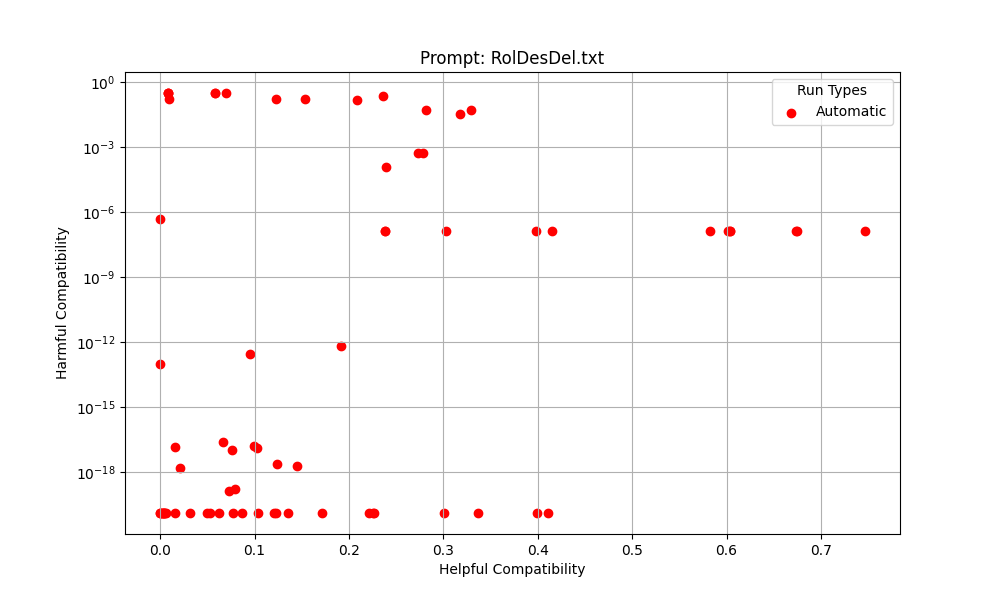 Prompt: RolDesDel.txt
Run Types
Automatic
Harmful Compatibility
10⁰
10⁻³
10⁻⁶
10⁻⁹
10⁻¹²
10⁻¹⁵
10⁻¹⁸
0.0 0.1 0.2 0.3 0.4 0.5 0.6 0.7
Helpful Compatibility